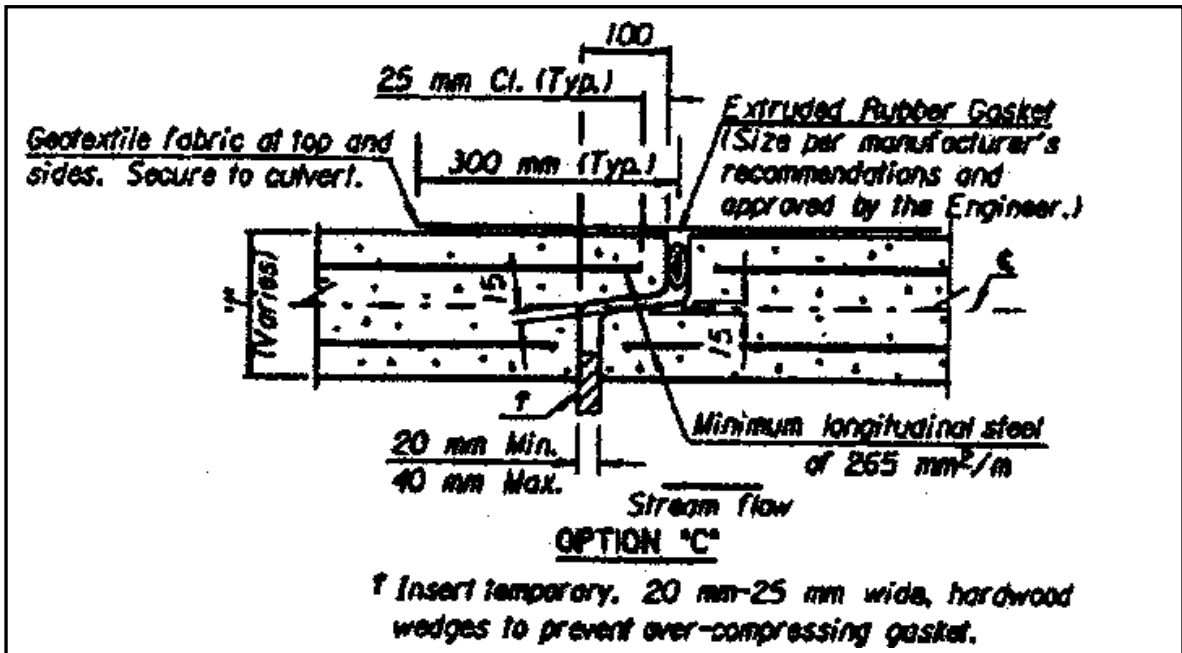 100
25 mm Cl. (Typ.)
Extruded Rubber Gasket
(Size per manufacturer's
recommendations and
approved by the Engineer.)
Geotextile fabric at top and
sides. Secure to culvert.
300 mm (Typ.)
(Varies)
15
15
†
20 mm Min.
40 mm Max.
Minimum longitudinal steel
of 265 mm²/m
Stream flow
OPTION "C"
† Insert temporary. 20 mm-25 mm wide, hardwood
wedges to prevent over-compressing gasket.